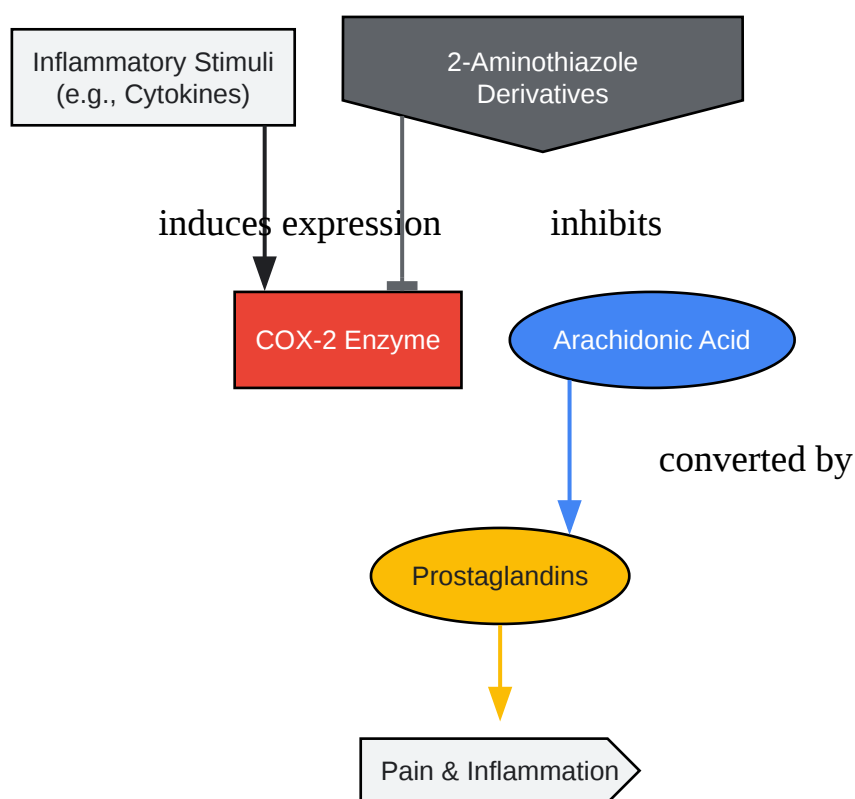 Inflammatory Stimuli
(e.g., Cytokines)
2-Aminothiazole
Derivatives
induces expression
inhibits
COX-2 Enzyme
Arachidonic Acid
converted by
Prostaglandins
Pain & Inflammation